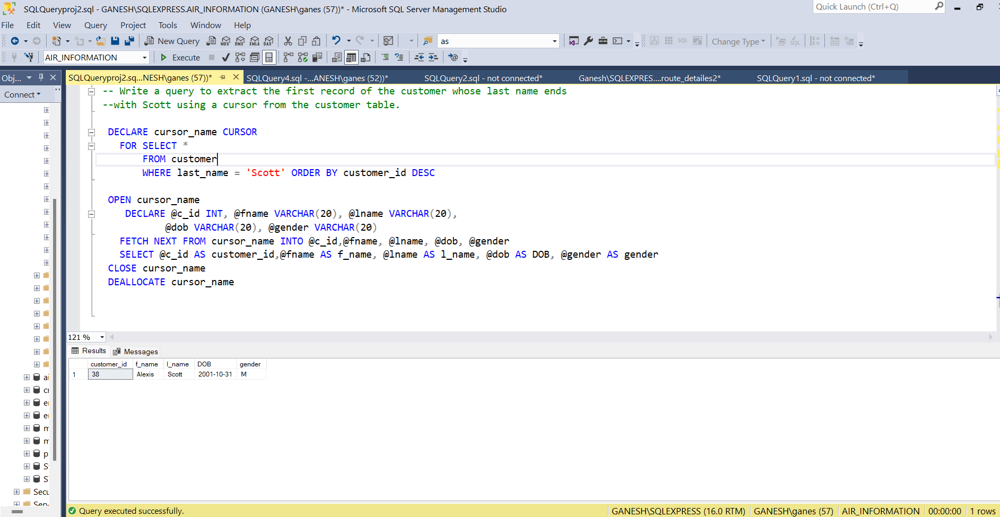 SQLQueryproj2.sql - GANESH\SQLEXPRESS.AIR_INFORMATION (GANESH\ganes (57))* - Microsoft SQL Server Management Studio
Quick Launch (Ctrl+Q)
File Edit View Query Project Tools Window Help
New Query MDX DMX XMLA DAX as SQL Change Type SQL
AIR_INFORMATION Execute
Obj...
SQLQueryproj2.sq...NESH\ganes (57))* SQLQuery4.sql -...ANESH\ganes (52))* SQLQuery2.sql - not connected* Ganesh\SQLEXPRES....route_detailes2* SQLQuery1.sql - not connected*
Connect
-- Write a query to extract the first record of the customer whose last name ends
--with Scott using a cursor from the customer table.
DECLARE cursor_name CURSOR
FOR SELECT *
FROM customer
WHERE last_name = 'Scott' ORDER BY customer_id DESC
OPEN cursor_name
DECLARE @c_id INT, @fname VARCHAR(20), @lname VARCHAR(20),
@dob VARCHAR(20), @gender VARCHAR(20)
FETCH NEXT FROM cursor_name INTO @c_id,@fname, @lname, @dob, @gender
SELECT @c_id AS customer_id,@fname AS f_name, @lname AS l_name, @dob AS DOB, @gender AS gender
CLOSE cursor_name
DEALLOCATE cursor_name
121 %
Results Messages
customer_id f_name l_name DOB gender
1 38 Alexis Scott 2001-10-31 M
ai
cr
er
er
m
m
p
S
S
Secu
Serv
Query executed successfully.
GANESH\SQLEXPRESS (16.0 RTM) GANESH\ganes (57) AIR_INFORMATION 00:00:00 1 rows